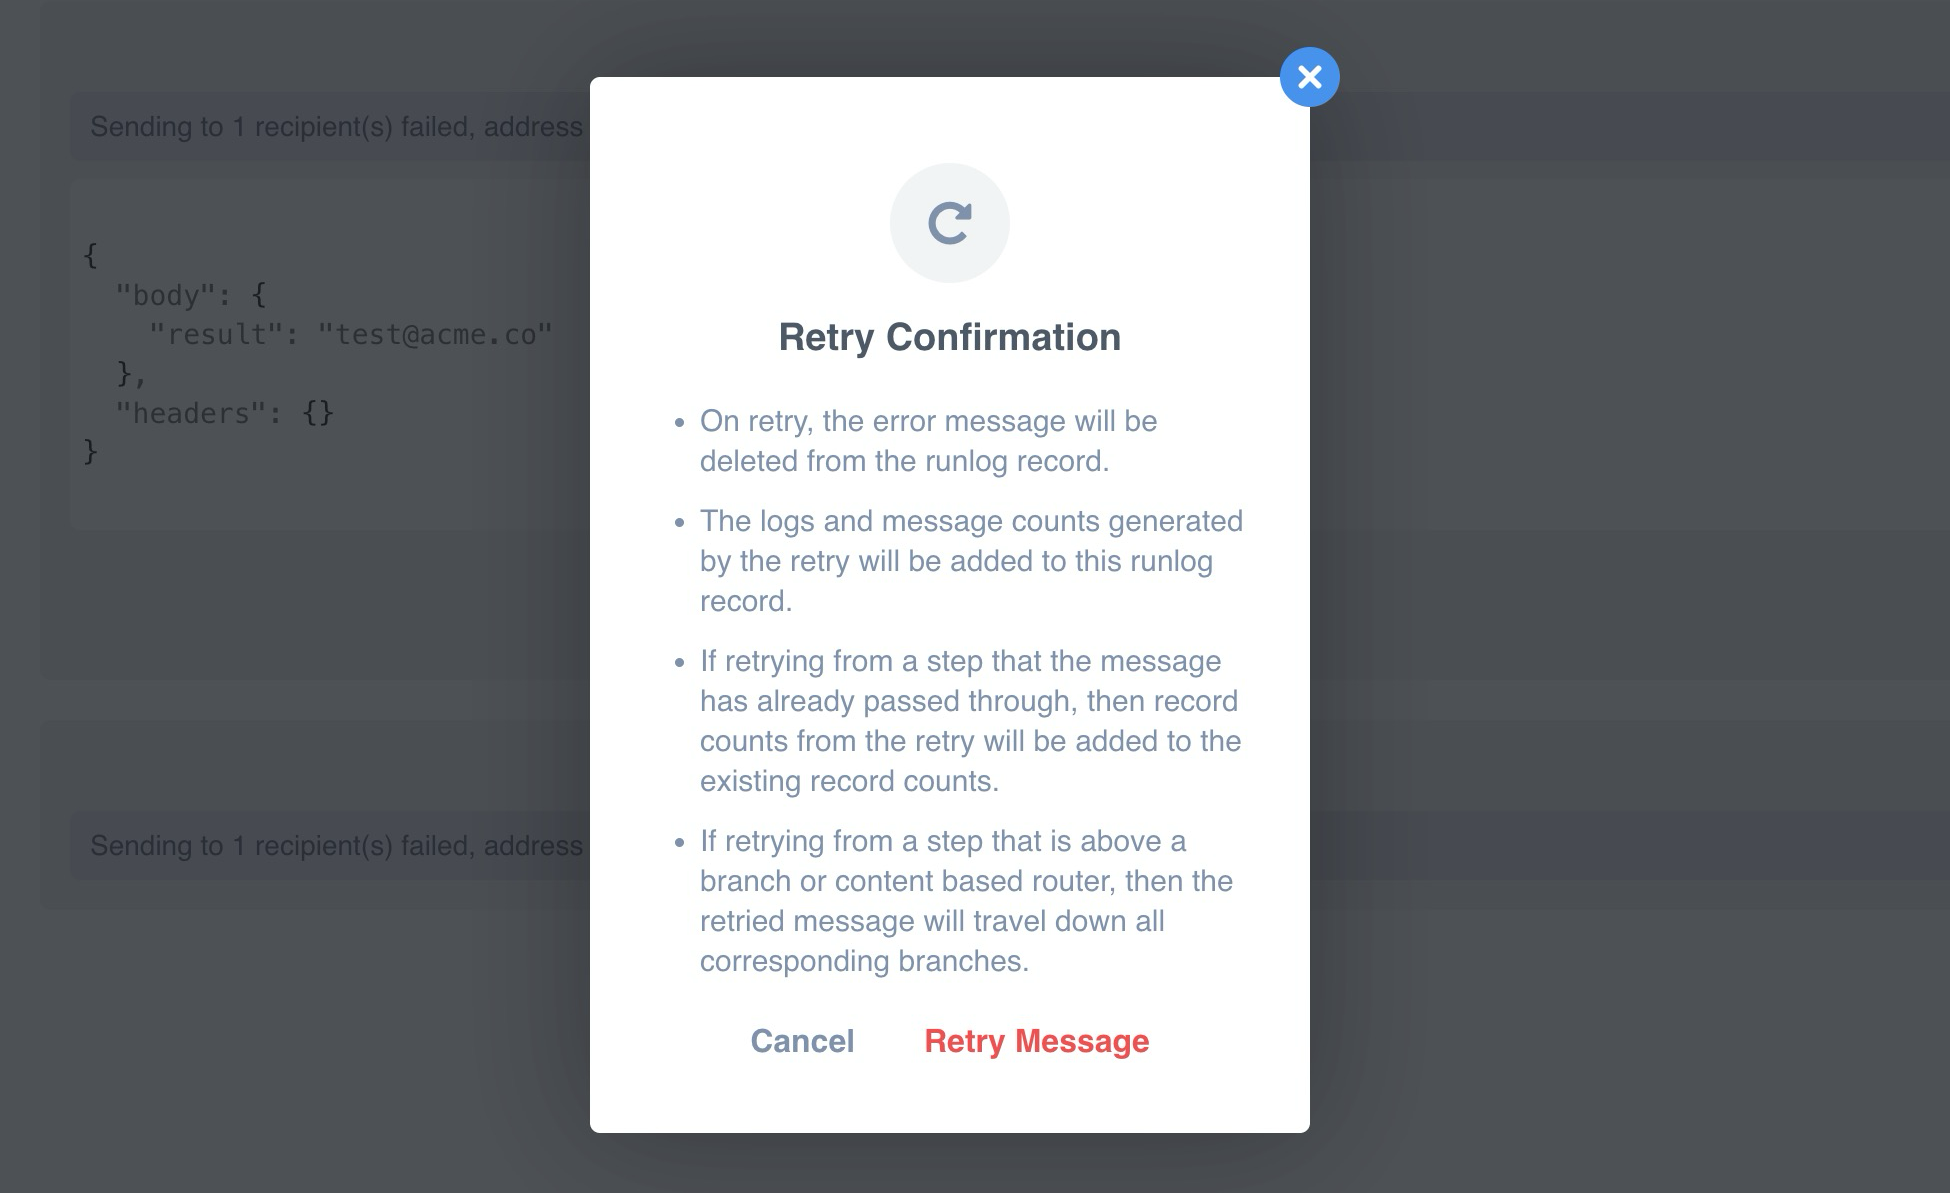 Sending to 1 recipient(s) failed, address
{
"body": {
"result": "test@acme.co"
},
"headers": {}
}
Retry Confirmation
• On retry, the error message will be
deleted from the runlog record.
• The logs and message counts generated
by the retry will be added to this runlog
record.
• If retrying from a step that the message
has already passed through, then record
counts from the retry will be added to the
existing record counts.
• If retrying from a step that is above a
branch or content based router, then the
retried message will travel down all
corresponding branches.
Cancel Retry Message
Sending to 1 recipient(s) failed, address